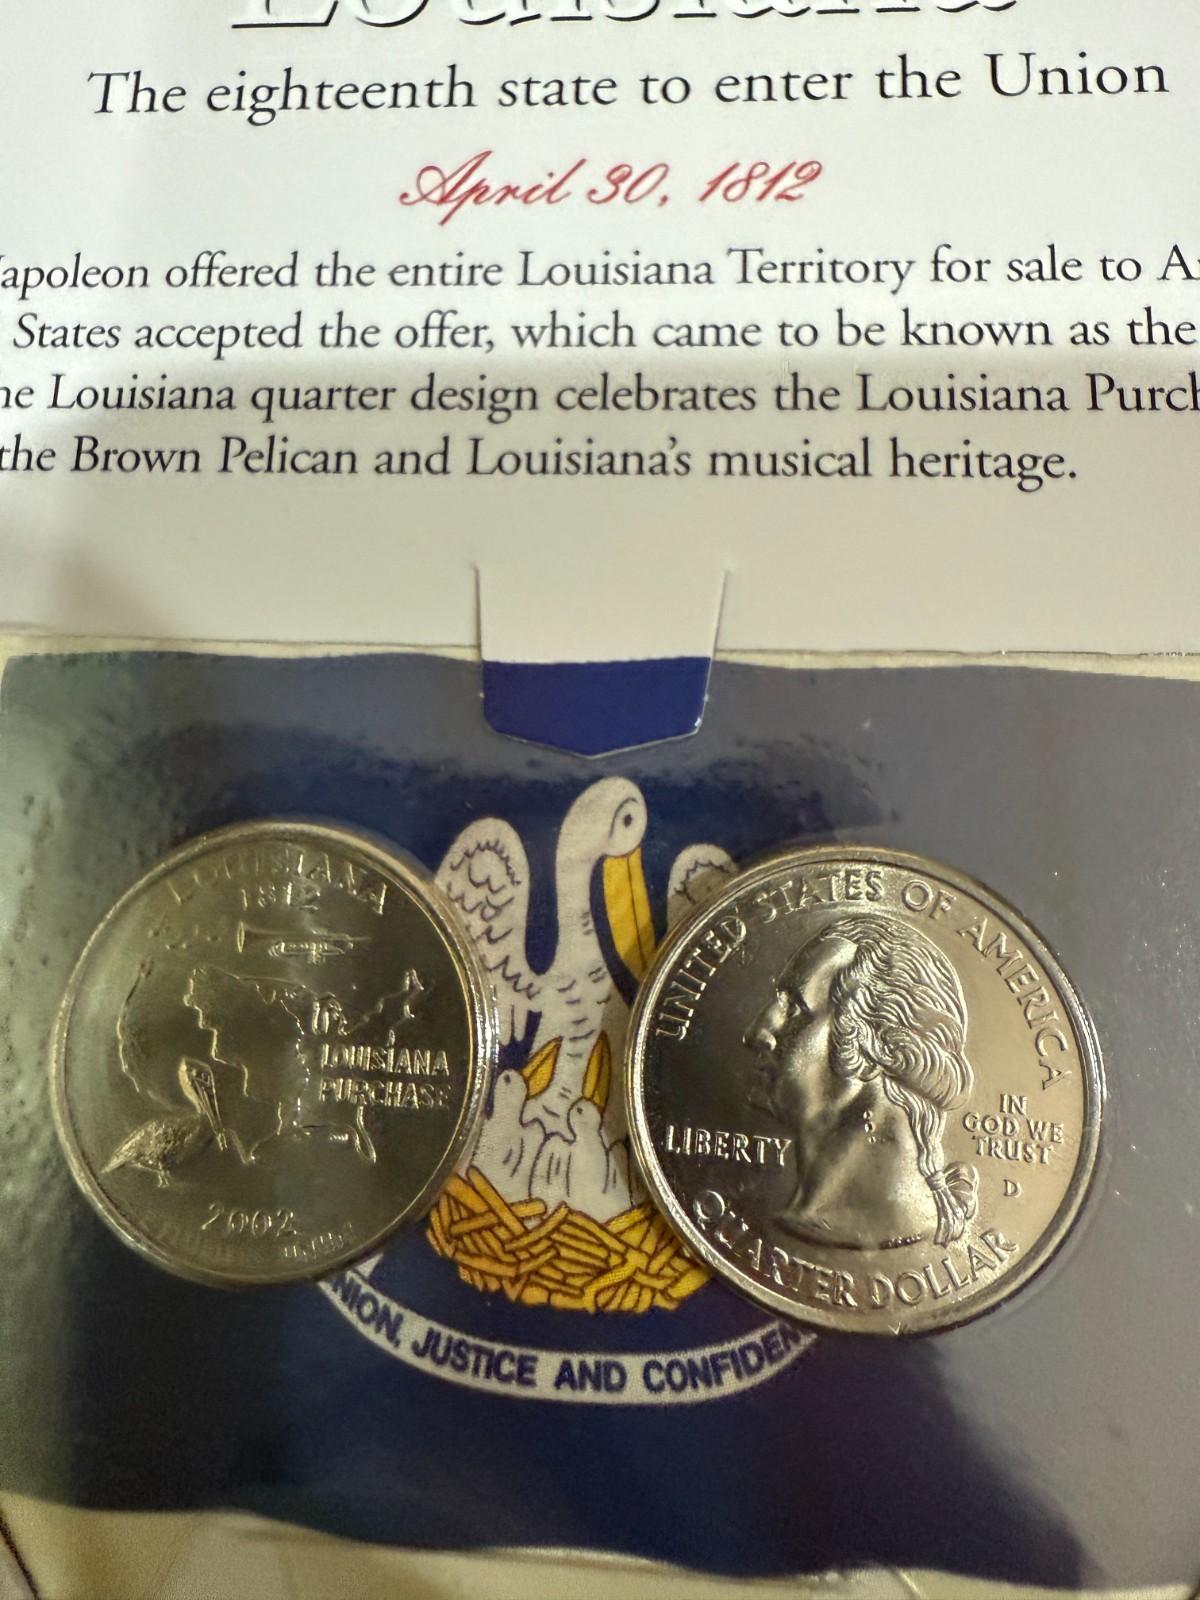 Louisiana
The eighteenth state to enter the Union
April 30, 1812
apoleon offered the entire Louisiana Territory for sale to A
States accepted the offer, which came to be known as the
he Louisiana quarter design celebrates the Louisiana Purch
the Brown Pelican and Louisiana's musical heritage.
LOUISIANA
1812
LOUISIANA
PURCHASE
2002
UNITED STATES OF AMERICA
LIBERTY
IN
GOD WE
TRUST
D
QUARTER DOLLAR
NION, JUSTICE AND CONFIDEN